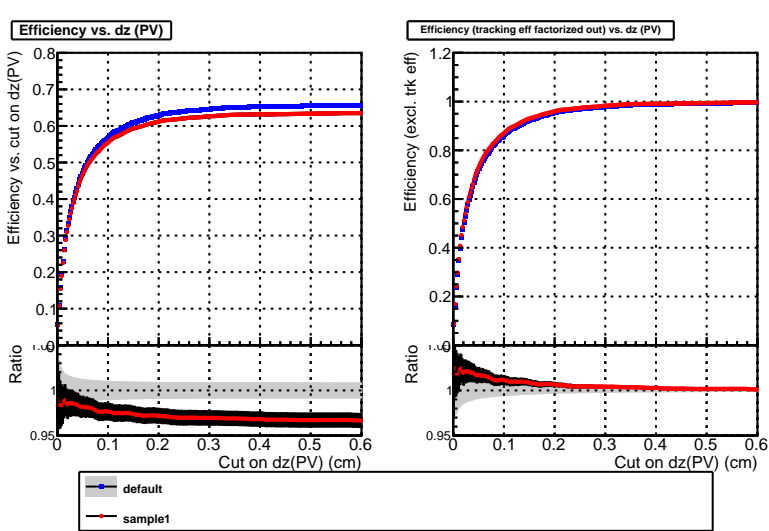 Efficiency vs. dz (PV)
Efficiency vs. cut on dz(PV)
0.8
0.7
0.6
0.5
0.4
0.3
0.2
0.1
Ratio
1
0.95
0 0.1 0.2 0.3 0.4 0.5 0.6
Cut on dz(PV) (cm)
Efficiency (tracking eff factorized out) vs. dz (PV)
Efficiency (excl. trk eff)
1.2
1
0.8
0.6
0.4
0.2
Ratio
1
0.95
0 0.1 0.2 0.3 0.4 0.5 0.6
Cut on dz(PV) (cm)
default
sample1